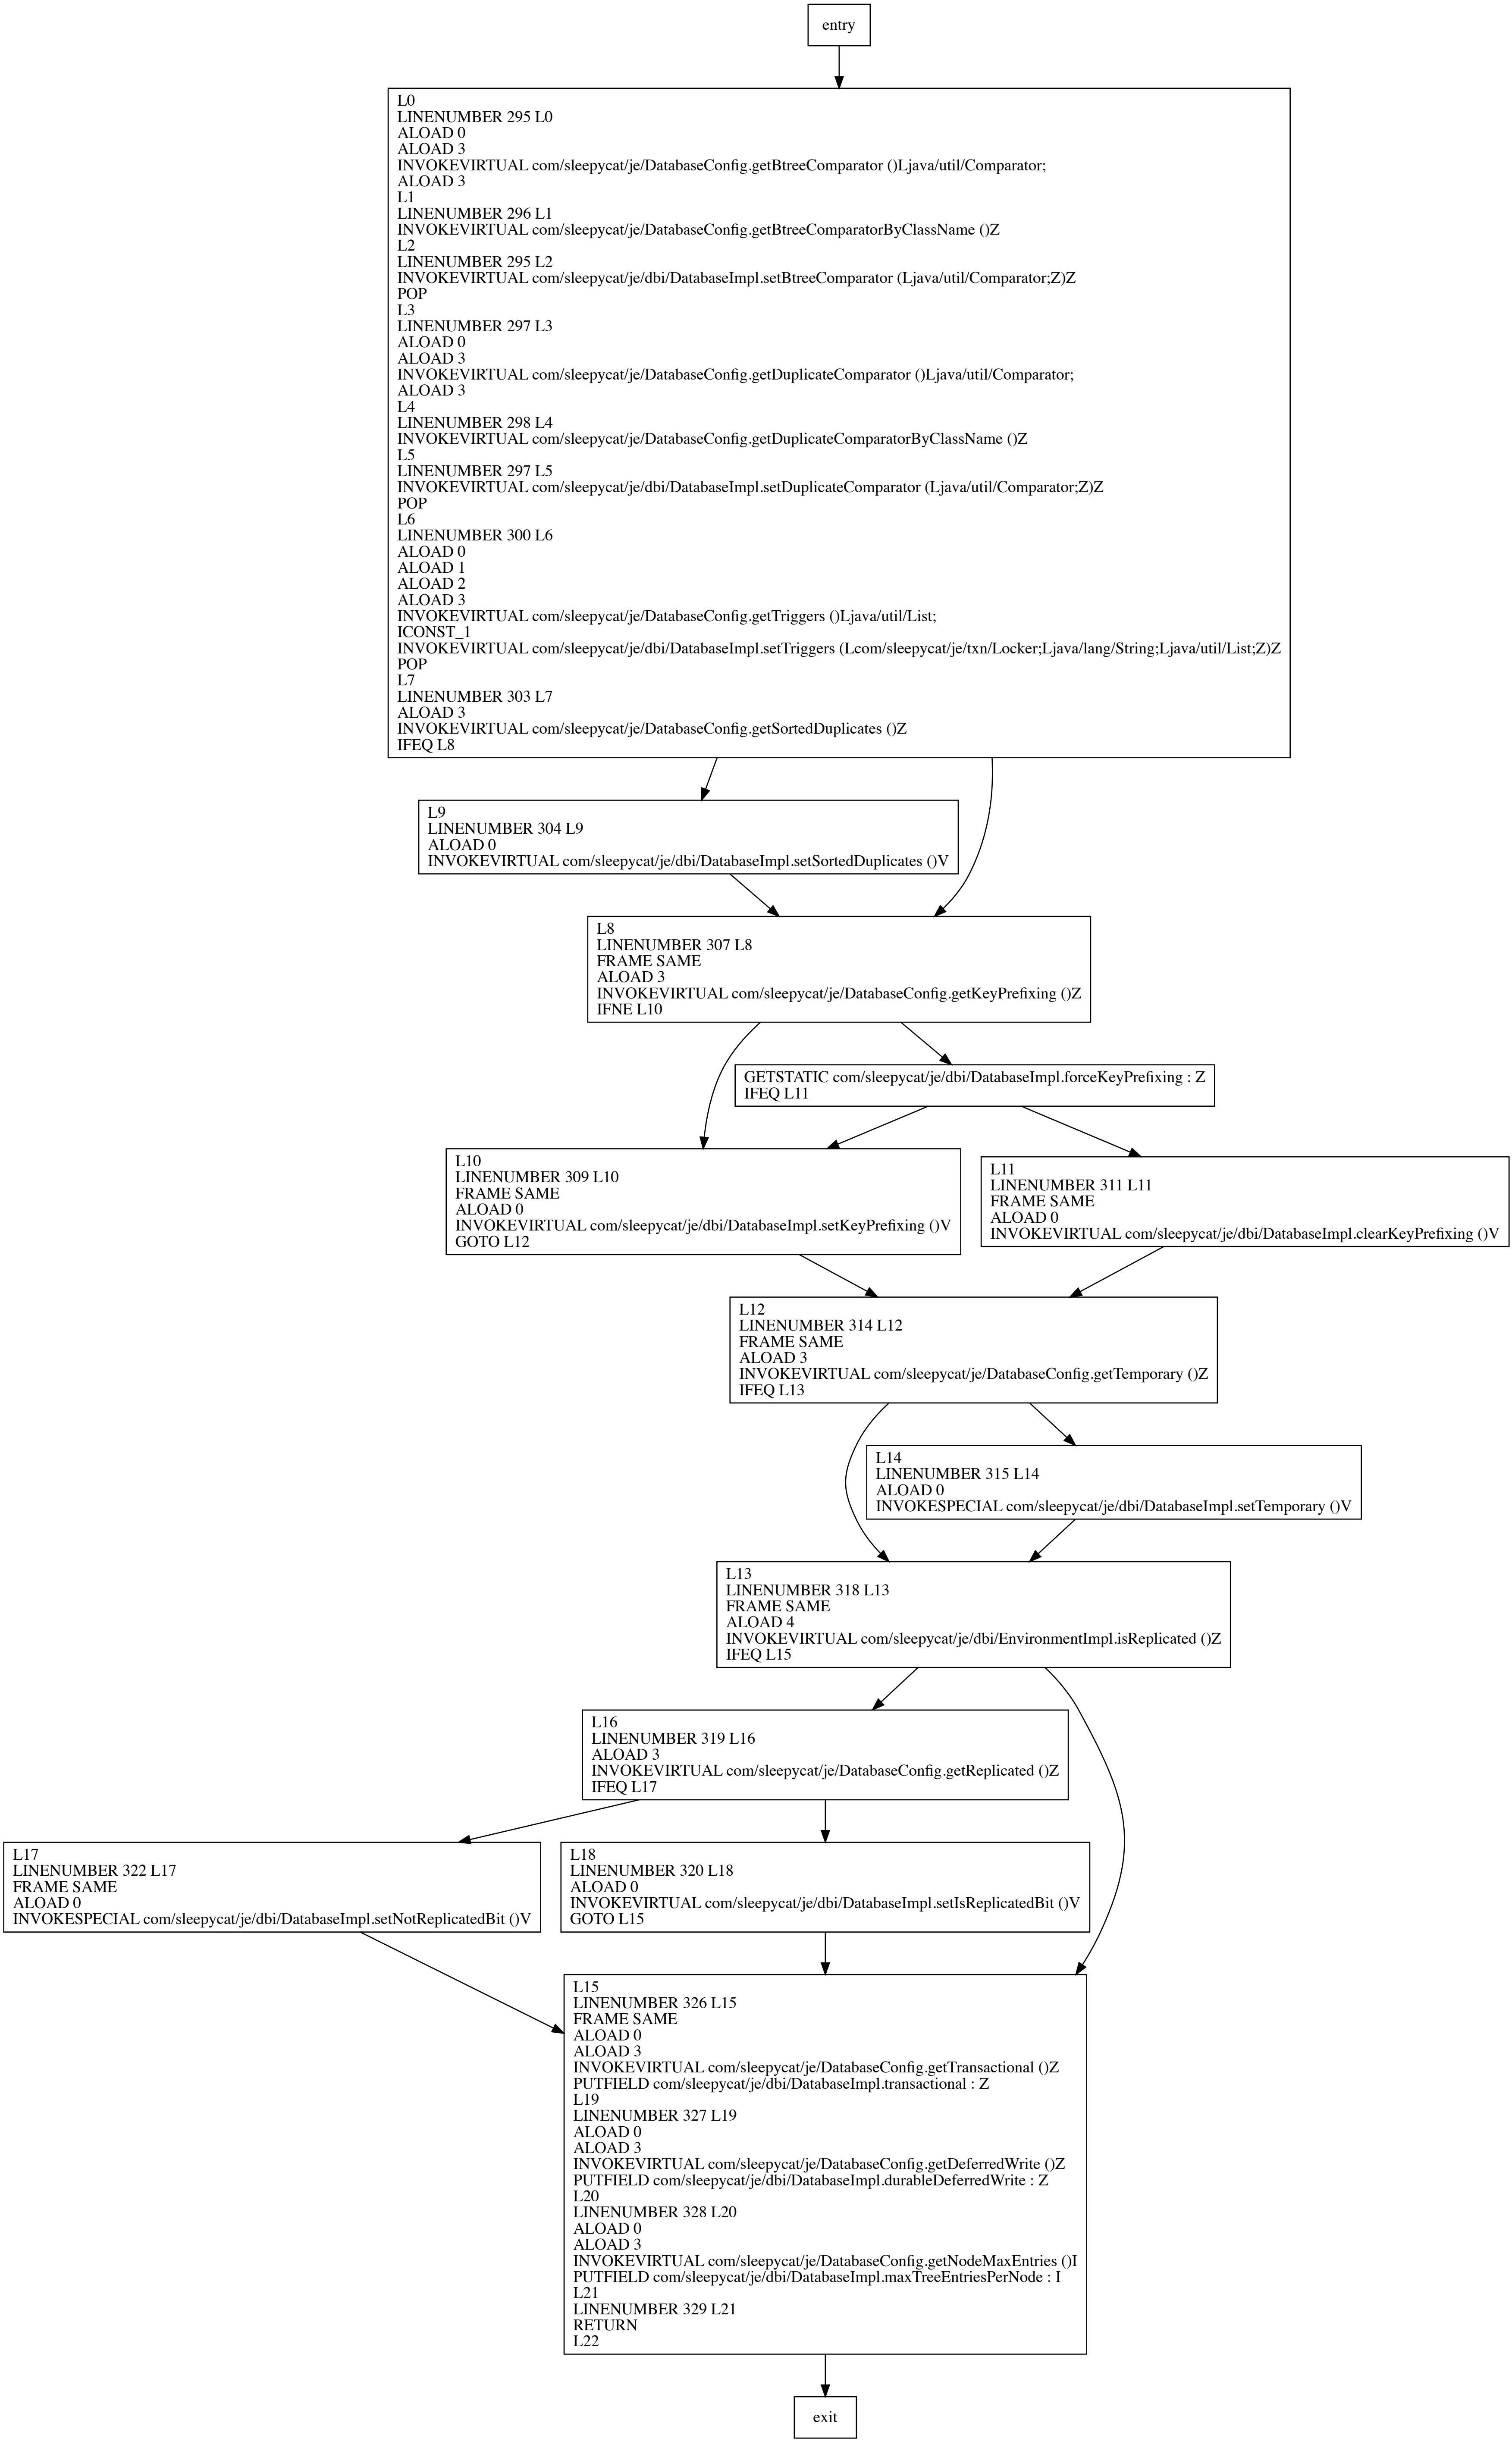 entry
L0
LINENUMBER 295 L0
ALOAD 0
ALOAD 3
INVOKEVIRTUAL com/sleepycat/je/DatabaseConfig.getBtreeComparator ()Ljava/util/Comparator;
ALOAD 3
L1
LINENUMBER 296 L1
INVOKEVIRTUAL com/sleepycat/je/DatabaseConfig.getBtreeComparatorByClassName ()Z
L2
LINENUMBER 295 L2
INVOKEVIRTUAL com/sleepycat/je/dbi/DatabaseImpl.setBtreeComparator (Ljava/util/Comparator;Z)Z
POP
L3
LINENUMBER 297 L3
ALOAD 0
ALOAD 3
INVOKEVIRTUAL com/sleepycat/je/DatabaseConfig.getDuplicateComparator ()Ljava/util/Comparator;
ALOAD 3
L4
LINENUMBER 298 L4
INVOKEVIRTUAL com/sleepycat/je/DatabaseConfig.getDuplicateComparatorByClassName ()Z
L5
LINENUMBER 297 L5
INVOKEVIRTUAL com/sleepycat/je/dbi/DatabaseImpl.setDuplicateComparator (Ljava/util/Comparator;Z)Z
POP
L6
LINENUMBER 300 L6
ALOAD 0
ALOAD 1
ALOAD 2
ALOAD 3
INVOKEVIRTUAL com/sleepycat/je/DatabaseConfig.getTriggers ()Ljava/util/List;
ICONST_1
INVOKEVIRTUAL com/sleepycat/je/dbi/DatabaseImpl.setTriggers (Lcom/sleepycat/je/txn/Locker;Ljava/lang/String;Ljava/util/List;Z)Z
POP
L7
LINENUMBER 303 L7
ALOAD 3
INVOKEVIRTUAL com/sleepycat/je/DatabaseConfig.getSortedDuplicates ()Z
IFEQ L8
L9
LINENUMBER 304 L9
ALOAD 0
INVOKEVIRTUAL com/sleepycat/je/dbi/DatabaseImpl.setSortedDuplicates ()V
L8
LINENUMBER 307 L8
FRAME SAME
ALOAD 3
INVOKEVIRTUAL com/sleepycat/je/DatabaseConfig.getKeyPrefixing ()Z
IFNE L10
GETSTATIC com/sleepycat/je/dbi/DatabaseImpl.forceKeyPrefixing : Z
IFEQ L11
L10
LINENUMBER 309 L10
FRAME SAME
ALOAD 0
INVOKEVIRTUAL com/sleepycat/je/dbi/DatabaseImpl.setKeyPrefixing ()V
GOTO L12
L11
LINENUMBER 311 L11
FRAME SAME
ALOAD 0
INVOKEVIRTUAL com/sleepycat/je/dbi/DatabaseImpl.clearKeyPrefixing ()V
L12
LINENUMBER 314 L12
FRAME SAME
ALOAD 3
INVOKEVIRTUAL com/sleepycat/je/DatabaseConfig.getTemporary ()Z
IFEQ L13
L14
LINENUMBER 315 L14
ALOAD 0
INVOKESPECIAL com/sleepycat/je/dbi/DatabaseImpl.setTemporary ()V
L13
LINENUMBER 318 L13
FRAME SAME
ALOAD 4
INVOKEVIRTUAL com/sleepycat/je/dbi/EnvironmentImpl.isReplicated ()Z
IFEQ L15
L16
LINENUMBER 319 L16
ALOAD 3
INVOKEVIRTUAL com/sleepycat/je/DatabaseConfig.getReplicated ()Z
IFEQ L17
L17
LINENUMBER 322 L17
FRAME SAME
ALOAD 0
INVOKESPECIAL com/sleepycat/je/dbi/DatabaseImpl.setNotReplicatedBit ()V
L18
LINENUMBER 320 L18
ALOAD 0
INVOKEVIRTUAL com/sleepycat/je/dbi/DatabaseImpl.setIsReplicatedBit ()V
GOTO L15
L15
LINENUMBER 326 L15
FRAME SAME
ALOAD 0
ALOAD 3
INVOKEVIRTUAL com/sleepycat/je/DatabaseConfig.getTransactional ()Z
PUTFIELD com/sleepycat/je/dbi/DatabaseImpl.transactional : Z
L19
LINENUMBER 327 L19
ALOAD 0
ALOAD 3
INVOKEVIRTUAL com/sleepycat/je/DatabaseConfig.getDeferredWrite ()Z
PUTFIELD com/sleepycat/je/dbi/DatabaseImpl.durableDeferredWrite : Z
L20
LINENUMBER 328 L20
ALOAD 0
ALOAD 3
INVOKEVIRTUAL com/sleepycat/je/DatabaseConfig.getNodeMaxEntries ()I
PUTFIELD com/sleepycat/je/dbi/DatabaseImpl.maxTreeEntriesPerNode : I
L21
LINENUMBER 329 L21
RETURN
L22
exit